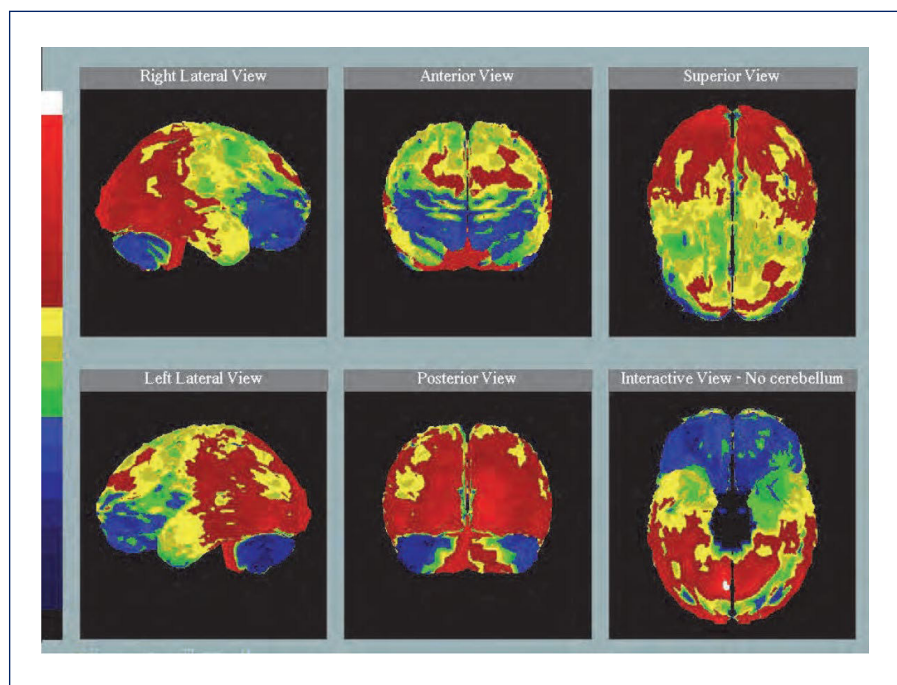 Right Lateral View
Anterior View
Superior View
Left Lateral View
Posterior View
Interactive View - No cerebellum